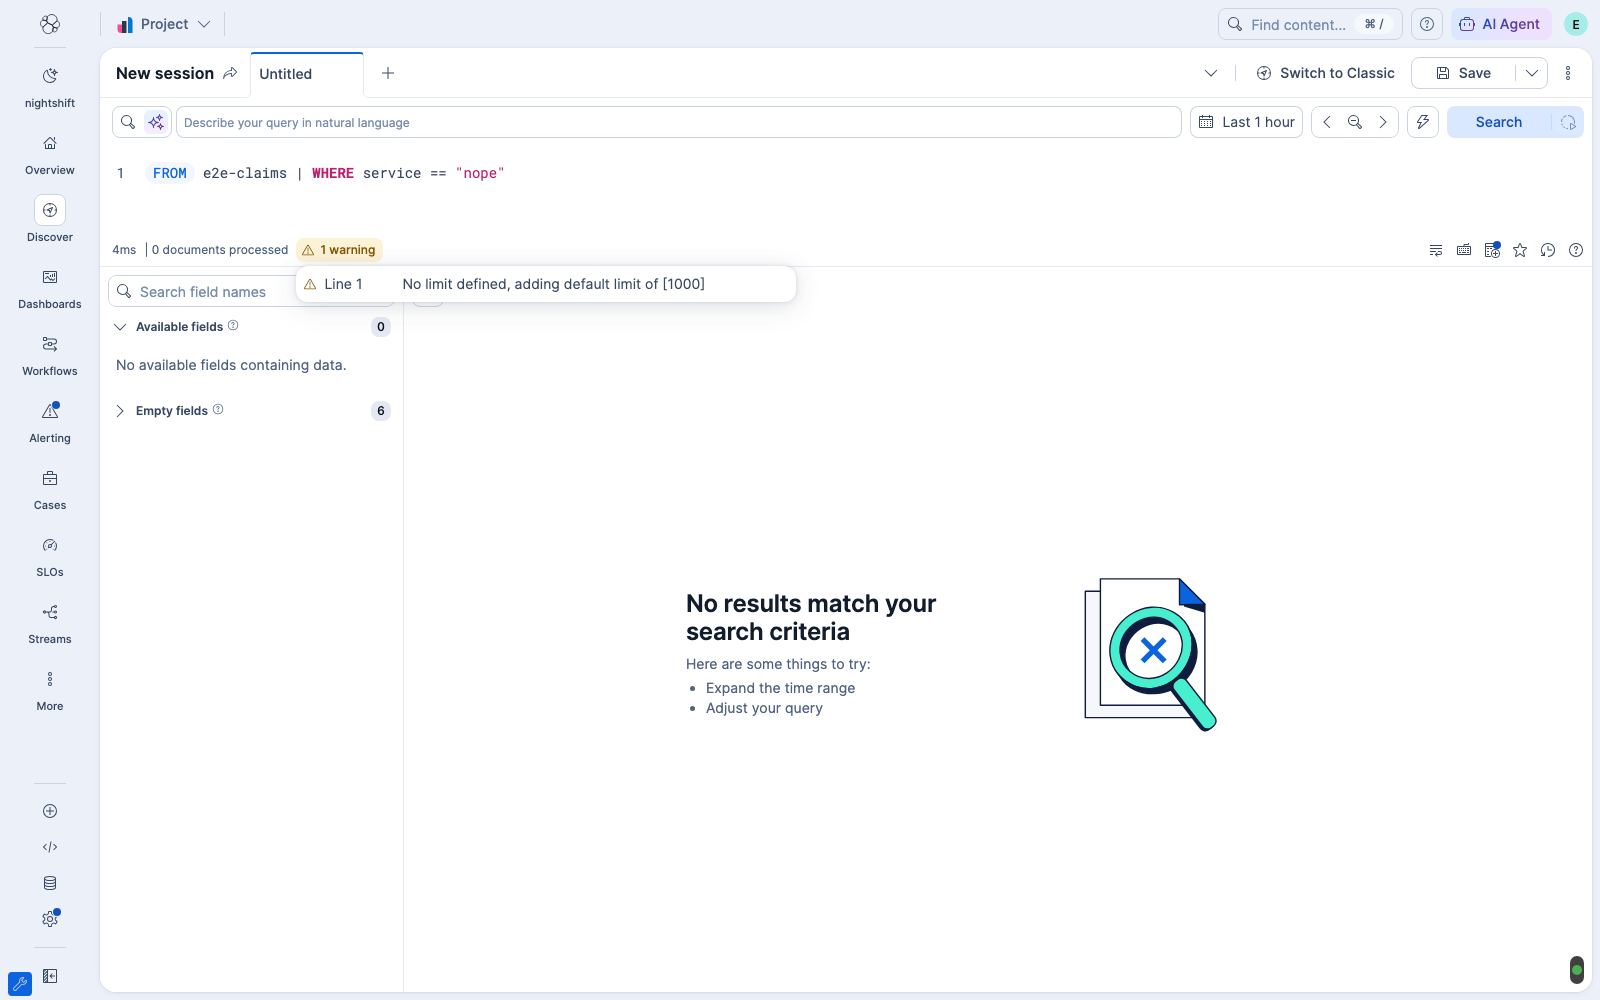 Project
Find content... ⌘ /
AI Agent
E
nightshift
Overview
Discover
Dashboards
Workflows
Alerting
Cases
SLOs
Streams
More
New session
Untitled
Switch to Classic
Save
Describe your query in natural language
Last 1 hour
Search
1 FROM e2e-claims | WHERE service == "nope"
4ms | 0 documents processed 1 warning
Line 1 No limit defined, adding default limit of [1000]
Search field names
Available fields 0
No available fields containing data.
Empty fields 6
No results match your
search criteria
Here are some things to try:
• Expand the time range
• Adjust your query